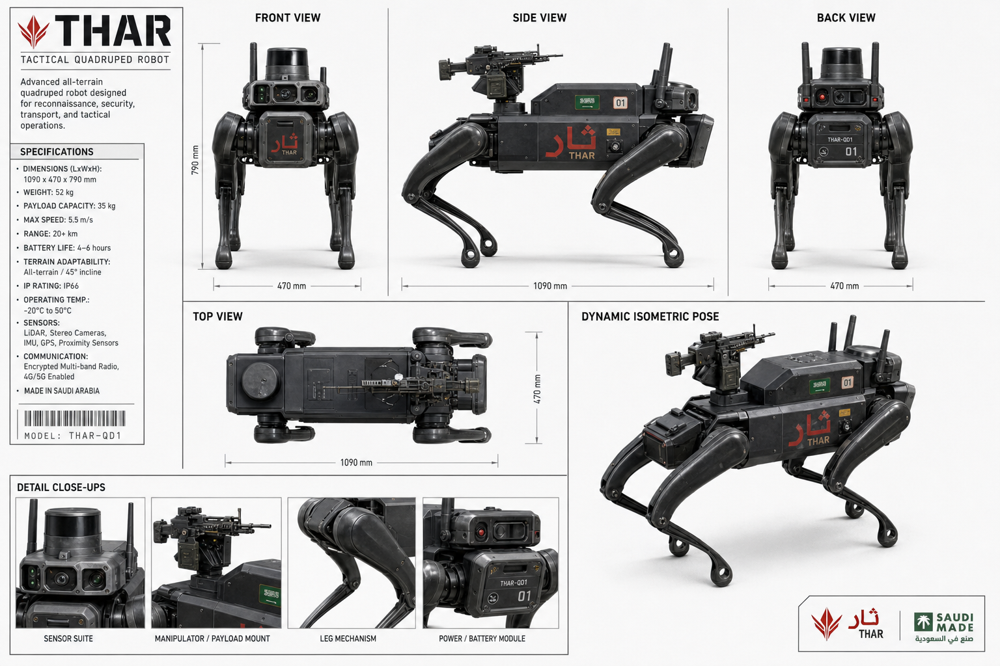 THAR
TACTICAL QUADRUPED ROBOT
Advanced all-terrain
quadruped robot designed
for reconnaissance, security,
transport, and tactical
operations.
SPECIFICATIONS
• DIMENSIONS (LxWxH):
1090 x 470 x 790 mm
• WEIGHT: 52 kg
• PAYLOAD CAPACITY: 35 kg
• MAX SPEED: 5.5 m/s
• RANGE: 20+ km
• BATTERY LIFE: 4–6 hours
• TERRAIN ADAPTABILITY:
All-terrain / 45° incline
• IP RATING: IP66
• OPERATING TEMP.:
-20°C to 50°C
• SENSORS:
LiDAR, Stereo Cameras,
IMU, GPS, Proximity Sensors
• COMMUNICATION:
Encrypted Multi-band Radio,
4G/5G Enabled
• MADE IN SAUDI ARABIA
MODEL: THAR-QD1
FRONT VIEW
790 mm
ثار
THAR
470 mm
SIDE VIEW
01
ثار
THAR
1090 mm
BACK VIEW
THAR-QD1
01
470 mm
TOP VIEW
470 mm
1090 mm
DYNAMIC ISOMETRIC POSE
01
ثار
THAR
DETAIL CLOSE-UPS
SENSOR SUITE
MANIPULATOR / PAYLOAD MOUNT
LEG MECHANISM
THAR-QD1
01
POWER / BATTERY MODULE
ثار
THAR
SAUDI
MADE
صنع في السعودية